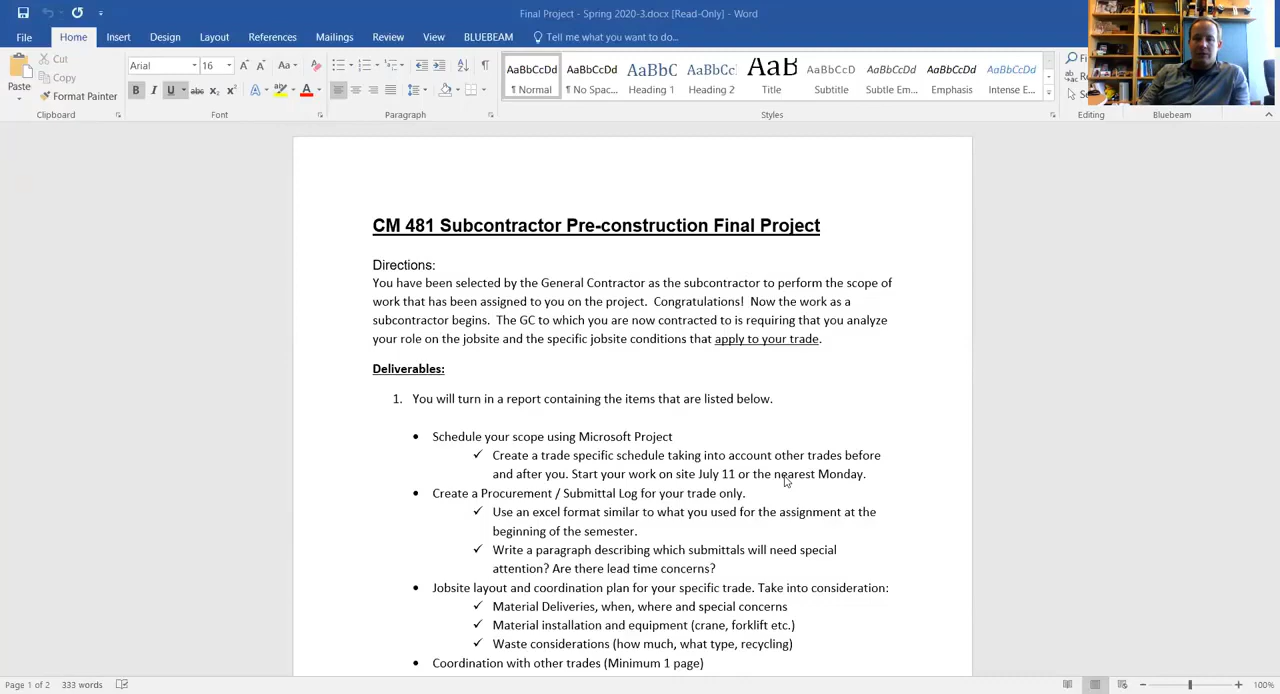 Final Project - Spring 2020-3.docx [Read-Only] - Word
File Home Insert Design Layout References Mailings Review View BLUEBEAM Tell me what you want to do...
Paste
Cut
Copy
Format Painter
Clipboard
Arial 16
Font
Paragraph
AaBbCcDd AaBbCcDd AaBbC AaBbCc AaB AaBbCcD AaBbCcDd AaBbCcDd AaBbCcDd
¶ Normal ¶ No Spac... Heading 1 Heading 2 Title Subtitle Subtle Em... Emphasis Intense E...
Styles
Editing
Bluebeam
CM 481 Subcontractor Pre-construction Final Project
Directions:
You have been selected by the General Contractor as the subcontractor to perform the scope of
work that has been assigned to you on the project. Congratulations! Now the work as a
subcontractor begins. The GC to which you are now contracted to is requiring that you analyze
your role on the jobsite and the specific jobsite conditions that apply to your trade.
Deliverables:
1. You will turn in a report containing the items that are listed below.
• Schedule your scope using Microsoft Project
✓ Create a trade specific schedule taking into account other trades before
and after you. Start your work on site July 11 or the nearest Monday.
• Create a Procurement / Submittal Log for your trade only.
✓ Use an excel format similar to what you used for the assignment at the
beginning of the semester.
✓ Write a paragraph describing which submittals will need special
attention? Are there lead time concerns?
• Jobsite layout and coordination plan for your specific trade. Take into consideration:
✓ Material Deliveries, when, where and special concerns
✓ Material installation and equipment (crane, forklift etc.)
✓ Waste considerations (how much, what type, recycling)
• Coordination with other trades (Minimum 1 page)
Page 1 of 2 333 words
100%